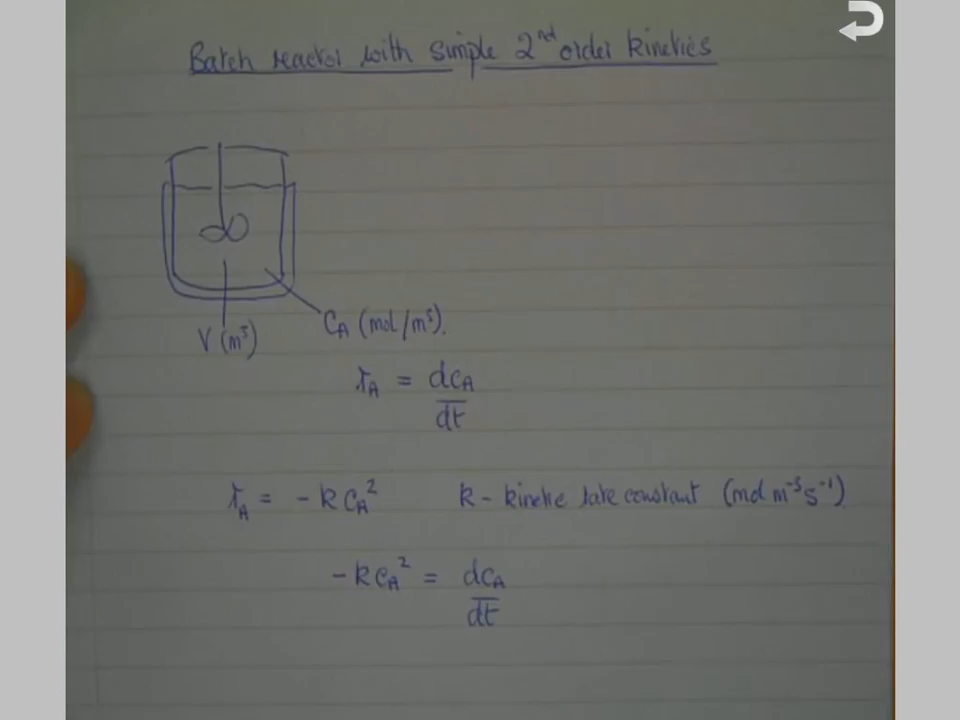 Batch reactor with simple 2nd order kinetics
V (m³)
CA (mol/m³).
rA = dCA/dt
rA = -kCA² k - kinetic rate constant (mol m⁻³ s⁻¹)
-kCA² = dCA/dt